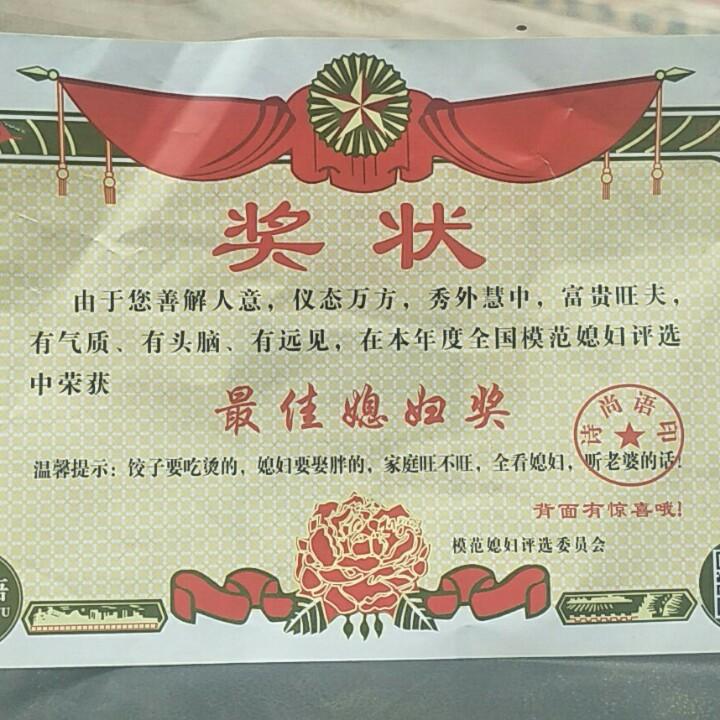 奖状
由于您善解人意，仪态万方，秀外慧中，富贵旺夫，
有气质、有头脑、有远见，在本年度全国模范媳妇评选
中荣获
最佳媳妇奖
诗尚语印
温馨提示：饺子要吃烫的，媳妇要娶胖的，家庭旺不旺，全看媳妇，听老婆的话！
背面有惊喜哦！
模范媳妇评选委员会
语